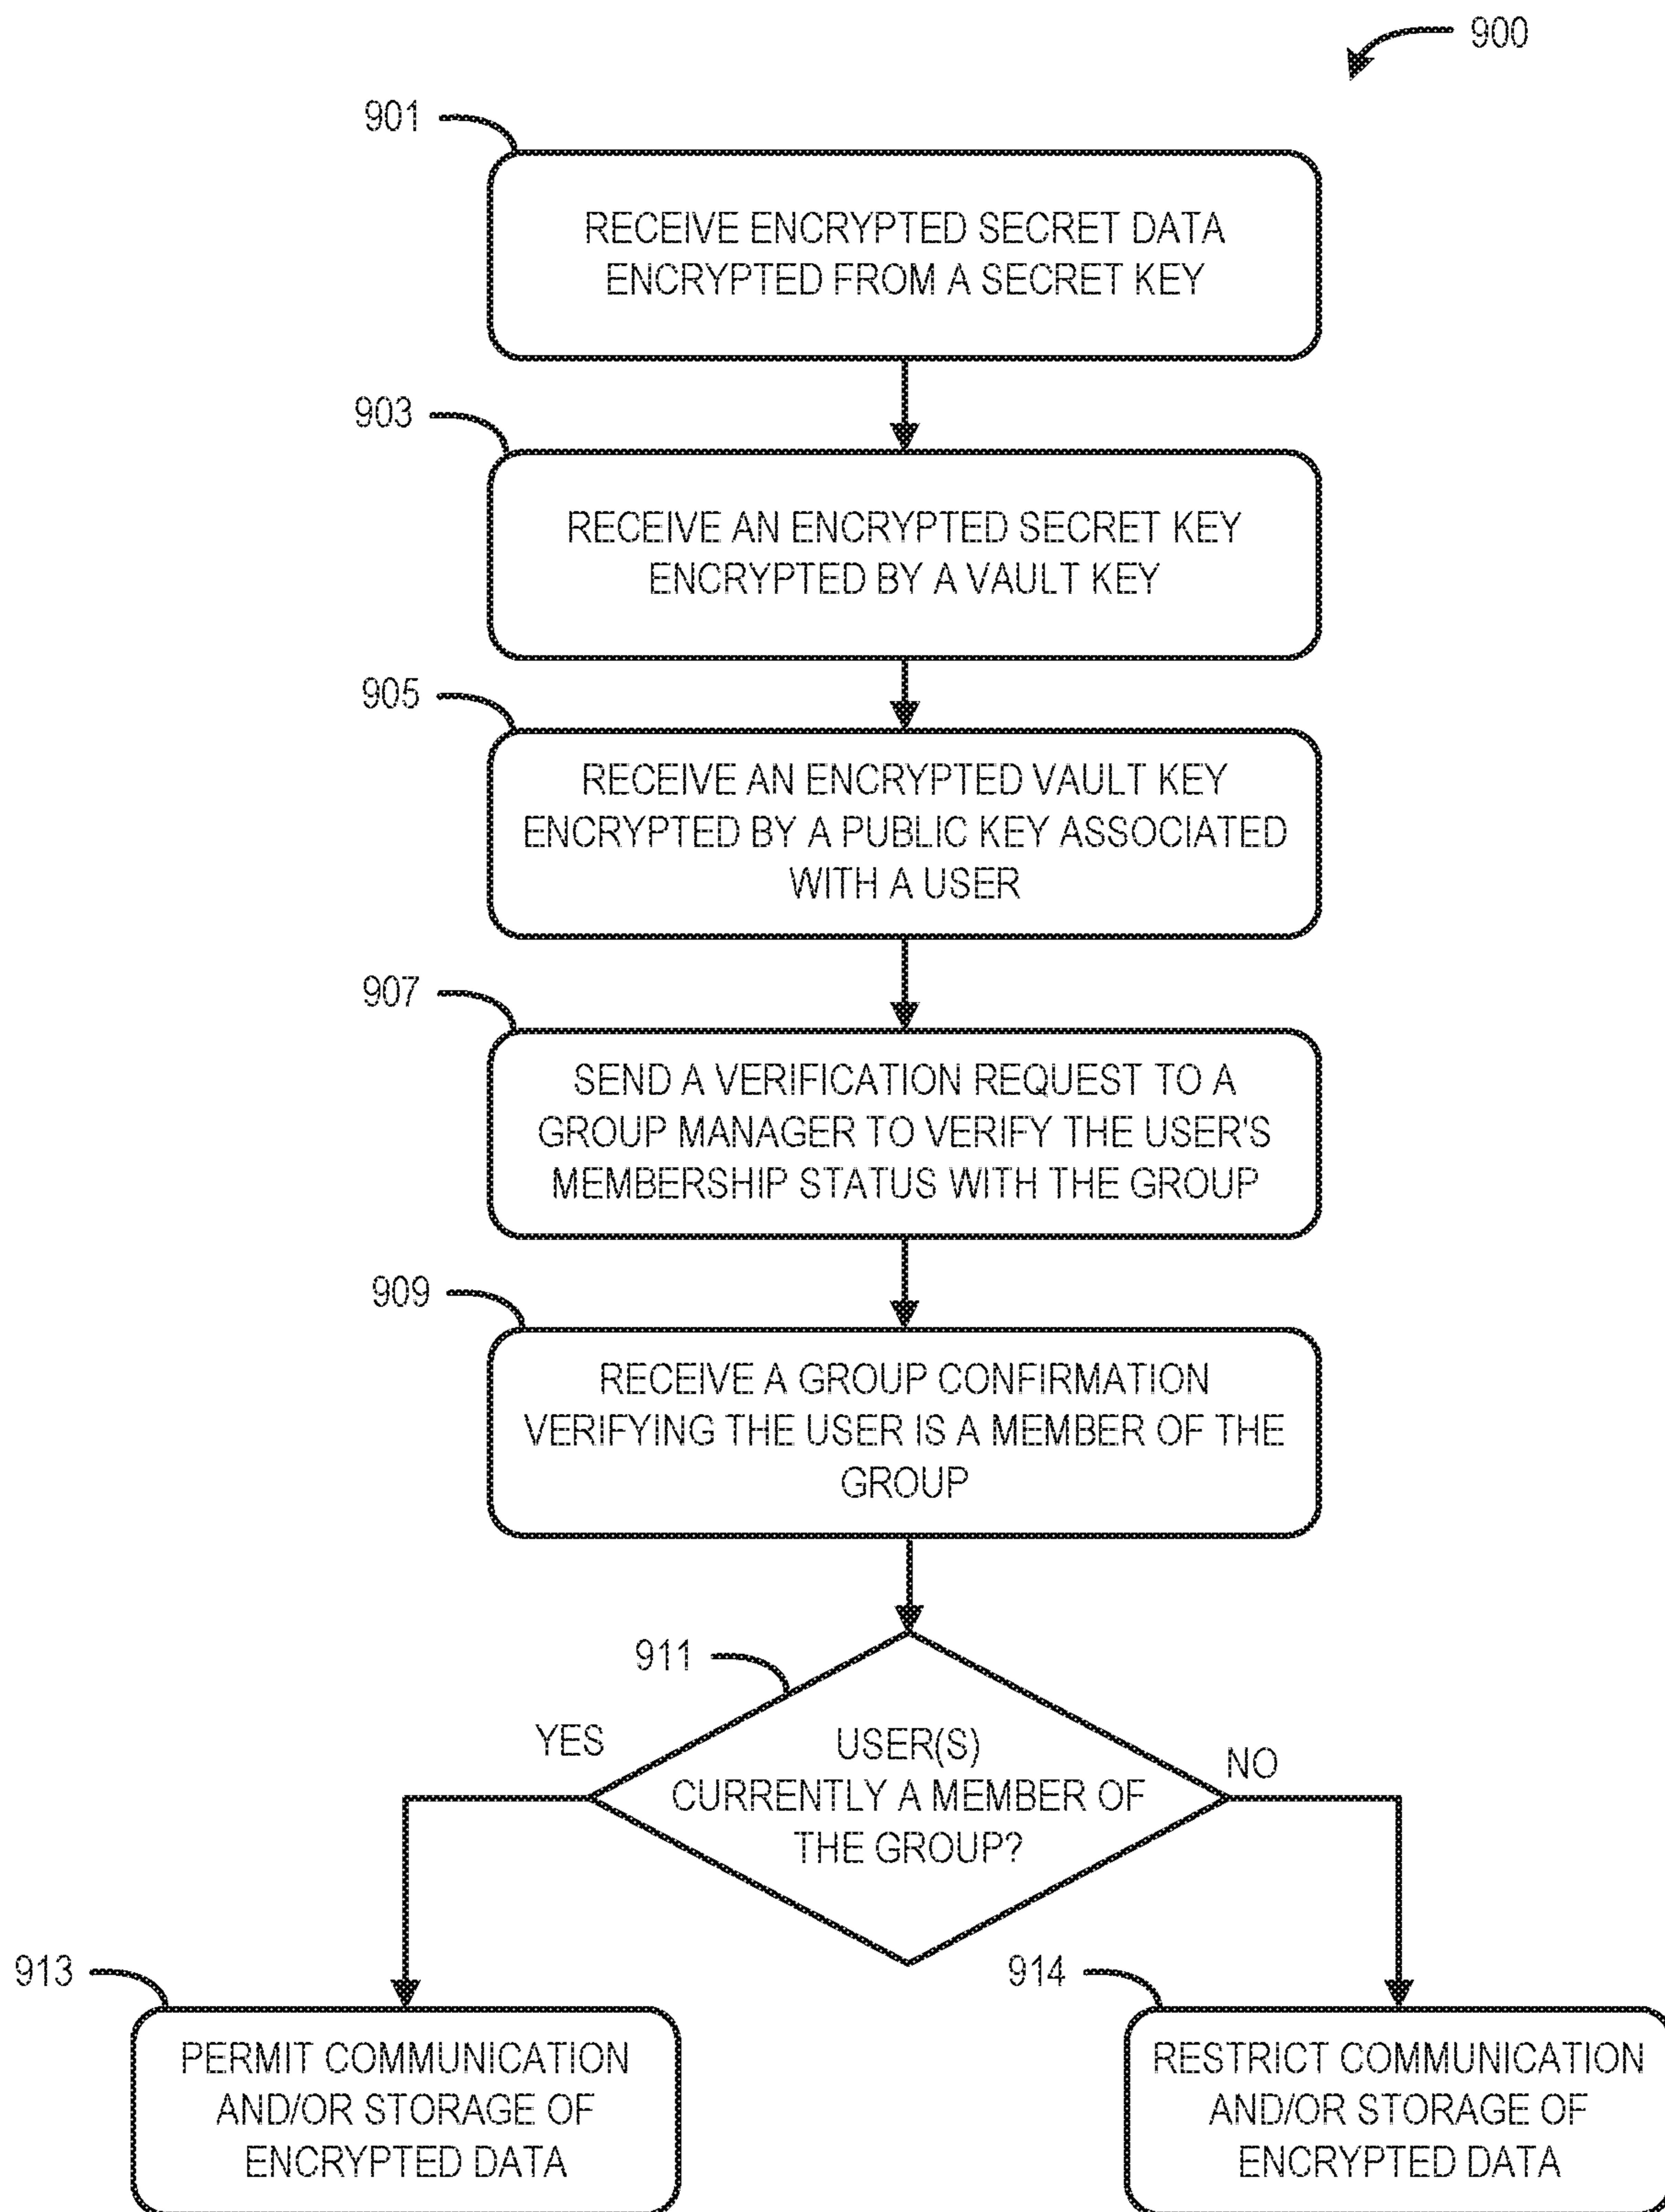 900
901
RECEIVE ENCRYPTED SECRET DATA
ENCRYPTED FROM A SECRET KEY
903
RECEIVE AN ENCRYPTED SECRET KEY
ENCRYPTED BY A VAULT KEY
905
RECEIVE AN ENCRYPTED VAULT KEY
ENCRYPTED BY A PUBLIC KEY ASSOCIATED
WITH A USER
907
SEND A VERIFICATION REQUEST TO A
GROUP MANAGER TO VERIFY THE USER'S
MEMBERSHIP STATUS WITH THE GROUP
909
RECEIVE A GROUP CONFIRMATION
VERIFYING THE USER IS A MEMBER OF THE
GROUP
911
YES
USER(S)
CURRENTLY A MEMBER OF
THE GROUP?
NO
913
PERMIT COMMUNICATION
AND/OR STORAGE OF
ENCRYPTED DATA
914
RESTRICT COMMUNICATION
AND/OR STORAGE OF
ENCRYPTED DATA